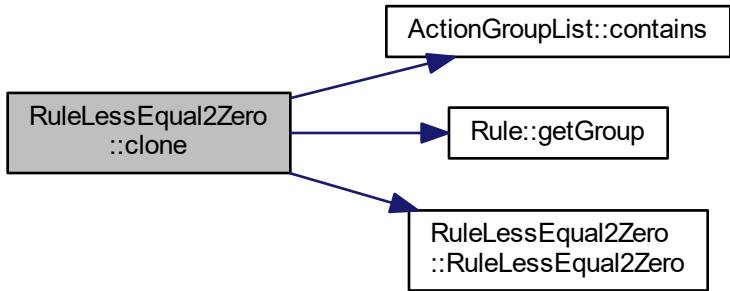 RuleLessEqual2Zero
::clone
ActionGroupList::contains
Rule::getGroup
RuleLessEqual2Zero
::RuleLessEqual2Zero